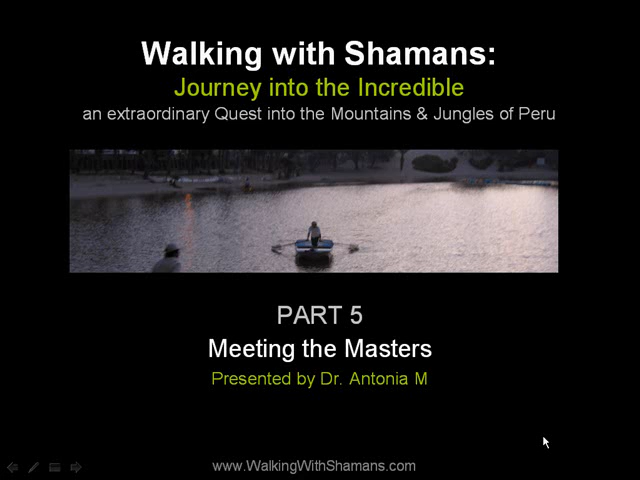 Walking with Shamans:
Journey into the Incredible
an extraordinary Quest into the Mountains & Jungles of Peru
PART 5
Meeting the Masters
Presented by Dr. Antonia M
www.WalkingWithShamans.com